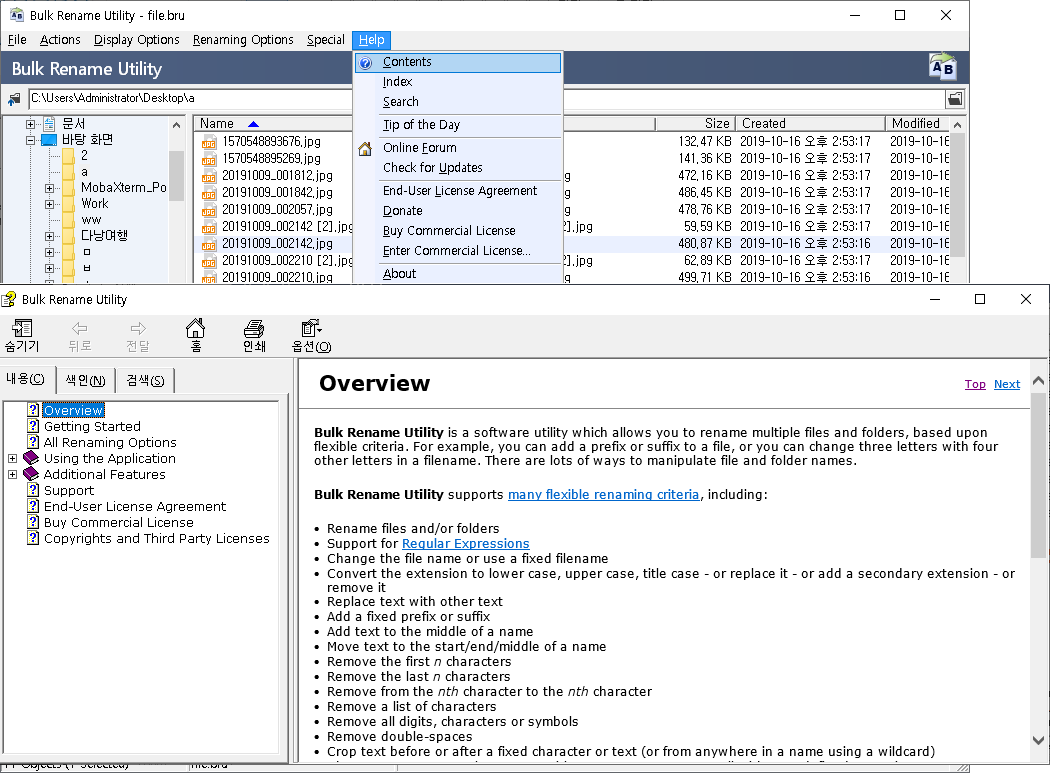 Bulk Rename Utility - file.bru
File Actions Display Options Renaming Options Special Help
Bulk Rename Utility
C:\Users\Administrator\Desktop\a
Contents
Index
Search
Tip of the Day
Online Forum
Check for Updates
End-User License Agreement
Donate
Buy Commercial License
Enter Commercial License...
About
문서
바탕 화면
2
a
MobaXterm_Po
Work
ww
다낭여행
ㅁ
ㅂ
Name Size Created Modified
1570548893676.jpg 132.47 KB 2019-10-16 오후 2:53:17 2019-10-16
1570548895269.jpg 141.36 KB 2019-10-16 오후 2:53:17 2019-10-16
20191009_001812.jpg 472.16 KB 2019-10-16 오후 2:53:17 2019-10-16
20191009_001842.jpg 486.45 KB 2019-10-16 오후 2:53:17 2019-10-16
20191009_002057.jpg 478.76 KB 2019-10-16 오후 2:53:17 2019-10-16
20191009_002142 [2].jpg 59.59 KB 2019-10-16 오후 2:53:17 2019-10-16
20191009_002142.jpg 480.87 KB 2019-10-16 오후 2:53:16 2019-10-16
20191009_002210 [2].jpg 62.89 KB 2019-10-16 오후 2:53:17 2019-10-16
20191009_002210.jpg 499.71 KB 2019-10-16 오후 2:53:16 2019-10-16
Bulk Rename Utility
숨기기 뒤로 전달 홈 인쇄 옵션(O)
내용(C) 색인(N) 검색(S)
Overview
Getting Started
All Renaming Options
Using the Application
Additional Features
Support
End-User License Agreement
Buy Commercial License
Copyrights and Third Party Licenses
Overview
Top Next
Bulk Rename Utility is a software utility which allows you to rename multiple files and folders, based upon
flexible criteria. For example, you can add a prefix or suffix to a file, or you can change three letters with four
other letters in a filename. There are lots of ways to manipulate file and folder names.
Bulk Rename Utility supports many flexible renaming criteria, including:
• Rename files and/or folders
• Support for Regular Expressions
• Change the file name or use a fixed filename
• Convert the extension to lower case, upper case, title case - or replace it - or add a secondary extension - or
remove it
• Replace text with other text
• Add a fixed prefix or suffix
• Add text to the middle of a name
• Move text to the start/end/middle of a name
• Remove the first n characters
• Remove the last n characters
• Remove from the nth character to the nth character
• Remove a list of characters
• Remove all digits, characters or symbols
• Remove double-spaces
• Crop text before or after a fixed character or text (or from anywhere in a name using a wildcard)